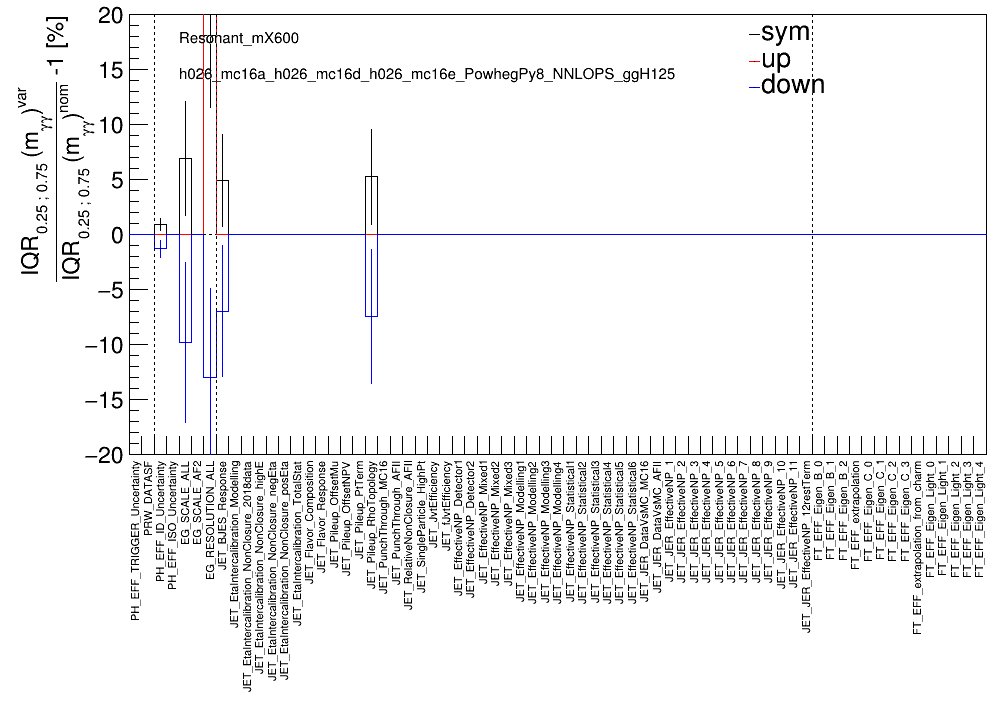 IQR0.25 ; 0.75 (mγγ)var
IQR0.25 ; 0.75 (mγγ)nom -1 [%]
20
15
10
5
0
−5
−10
−15
−20
Resonant_mX600
h026_mc16a_h026_mc16d_h026_mc16e_PowhegPy8_NNLOPS_ggH125
sym
up
down
PH_EFF_TRIGGER_Uncertainty
PRW_DATASF
PH_EFF_ID_Uncertainty
PH_EFF_ISO_Uncertainty
EG_SCALE_ALL
EG_SCALE_AF2
EG_RESOLUTION_ALL
JET_BJES_Response
JET_EtaIntercalibration_Modelling
JET_EtaIntercalibration_NonClosure_2018data
JET_EtaIntercalibration_NonClosure_highE
JET_EtaIntercalibration_NonClosure_negEta
JET_EtaIntercalibration_NonClosure_posEta
JET_EtaIntercalibration_TotalStat
JET_Flavor_Composition
JET_Flavor_Response
JET_Pileup_OffsetMu
JET_Pileup_OffsetNPV
JET_Pileup_PtTerm
JET_Pileup_RhoTopology
JET_PunchThrough_MC16
JET_PunchThrough_AFII
JET_RelativeNonClosure_AFII
JET_SingleParticle_HighPt
JET_JvtEfficiency
JET_fJvtEfficiency
JET_EffectiveNP_Detector1
JET_EffectiveNP_Detector2
JET_EffectiveNP_Mixed1
JET_EffectiveNP_Mixed2
JET_EffectiveNP_Mixed3
JET_EffectiveNP_Modelling1
JET_EffectiveNP_Modelling2
JET_EffectiveNP_Modelling3
JET_EffectiveNP_Modelling4
JET_EffectiveNP_Statistical1
JET_EffectiveNP_Statistical2
JET_EffectiveNP_Statistical3
JET_EffectiveNP_Statistical4
JET_EffectiveNP_Statistical5
JET_EffectiveNP_Statistical6
JET_JER_DataVsMC_MC16
JET_JER_DataVsMC_AFII
JET_JER_EffectiveNP_1
JET_JER_EffectiveNP_2
JET_JER_EffectiveNP_3
JET_JER_EffectiveNP_4
JET_JER_EffectiveNP_5
JET_JER_EffectiveNP_6
JET_JER_EffectiveNP_7
JET_JER_EffectiveNP_8
JET_JER_EffectiveNP_9
JET_JER_EffectiveNP_10
JET_JER_EffectiveNP_11
JET_JER_EffectiveNP_12restTerm
FT_EFF_Eigen_B_0
FT_EFF_Eigen_B_1
FT_EFF_Eigen_B_2
FT_EFF_extrapolation
FT_EFF_Eigen_C_0
FT_EFF_Eigen_C_1
FT_EFF_Eigen_C_2
FT_EFF_Eigen_C_3
FT_EFF_extrapolation_from_charm
FT_EFF_Eigen_Light_0
FT_EFF_Eigen_Light_1
FT_EFF_Eigen_Light_2
FT_EFF_Eigen_Light_3
FT_EFF_Eigen_Light_4